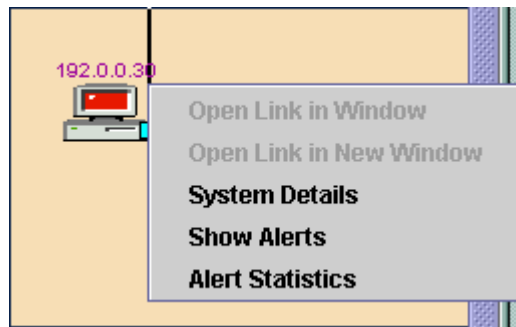 192.0.0.30
Open Link in Window
Open Link in New Window
System Details
Show Alerts
Alert Statistics